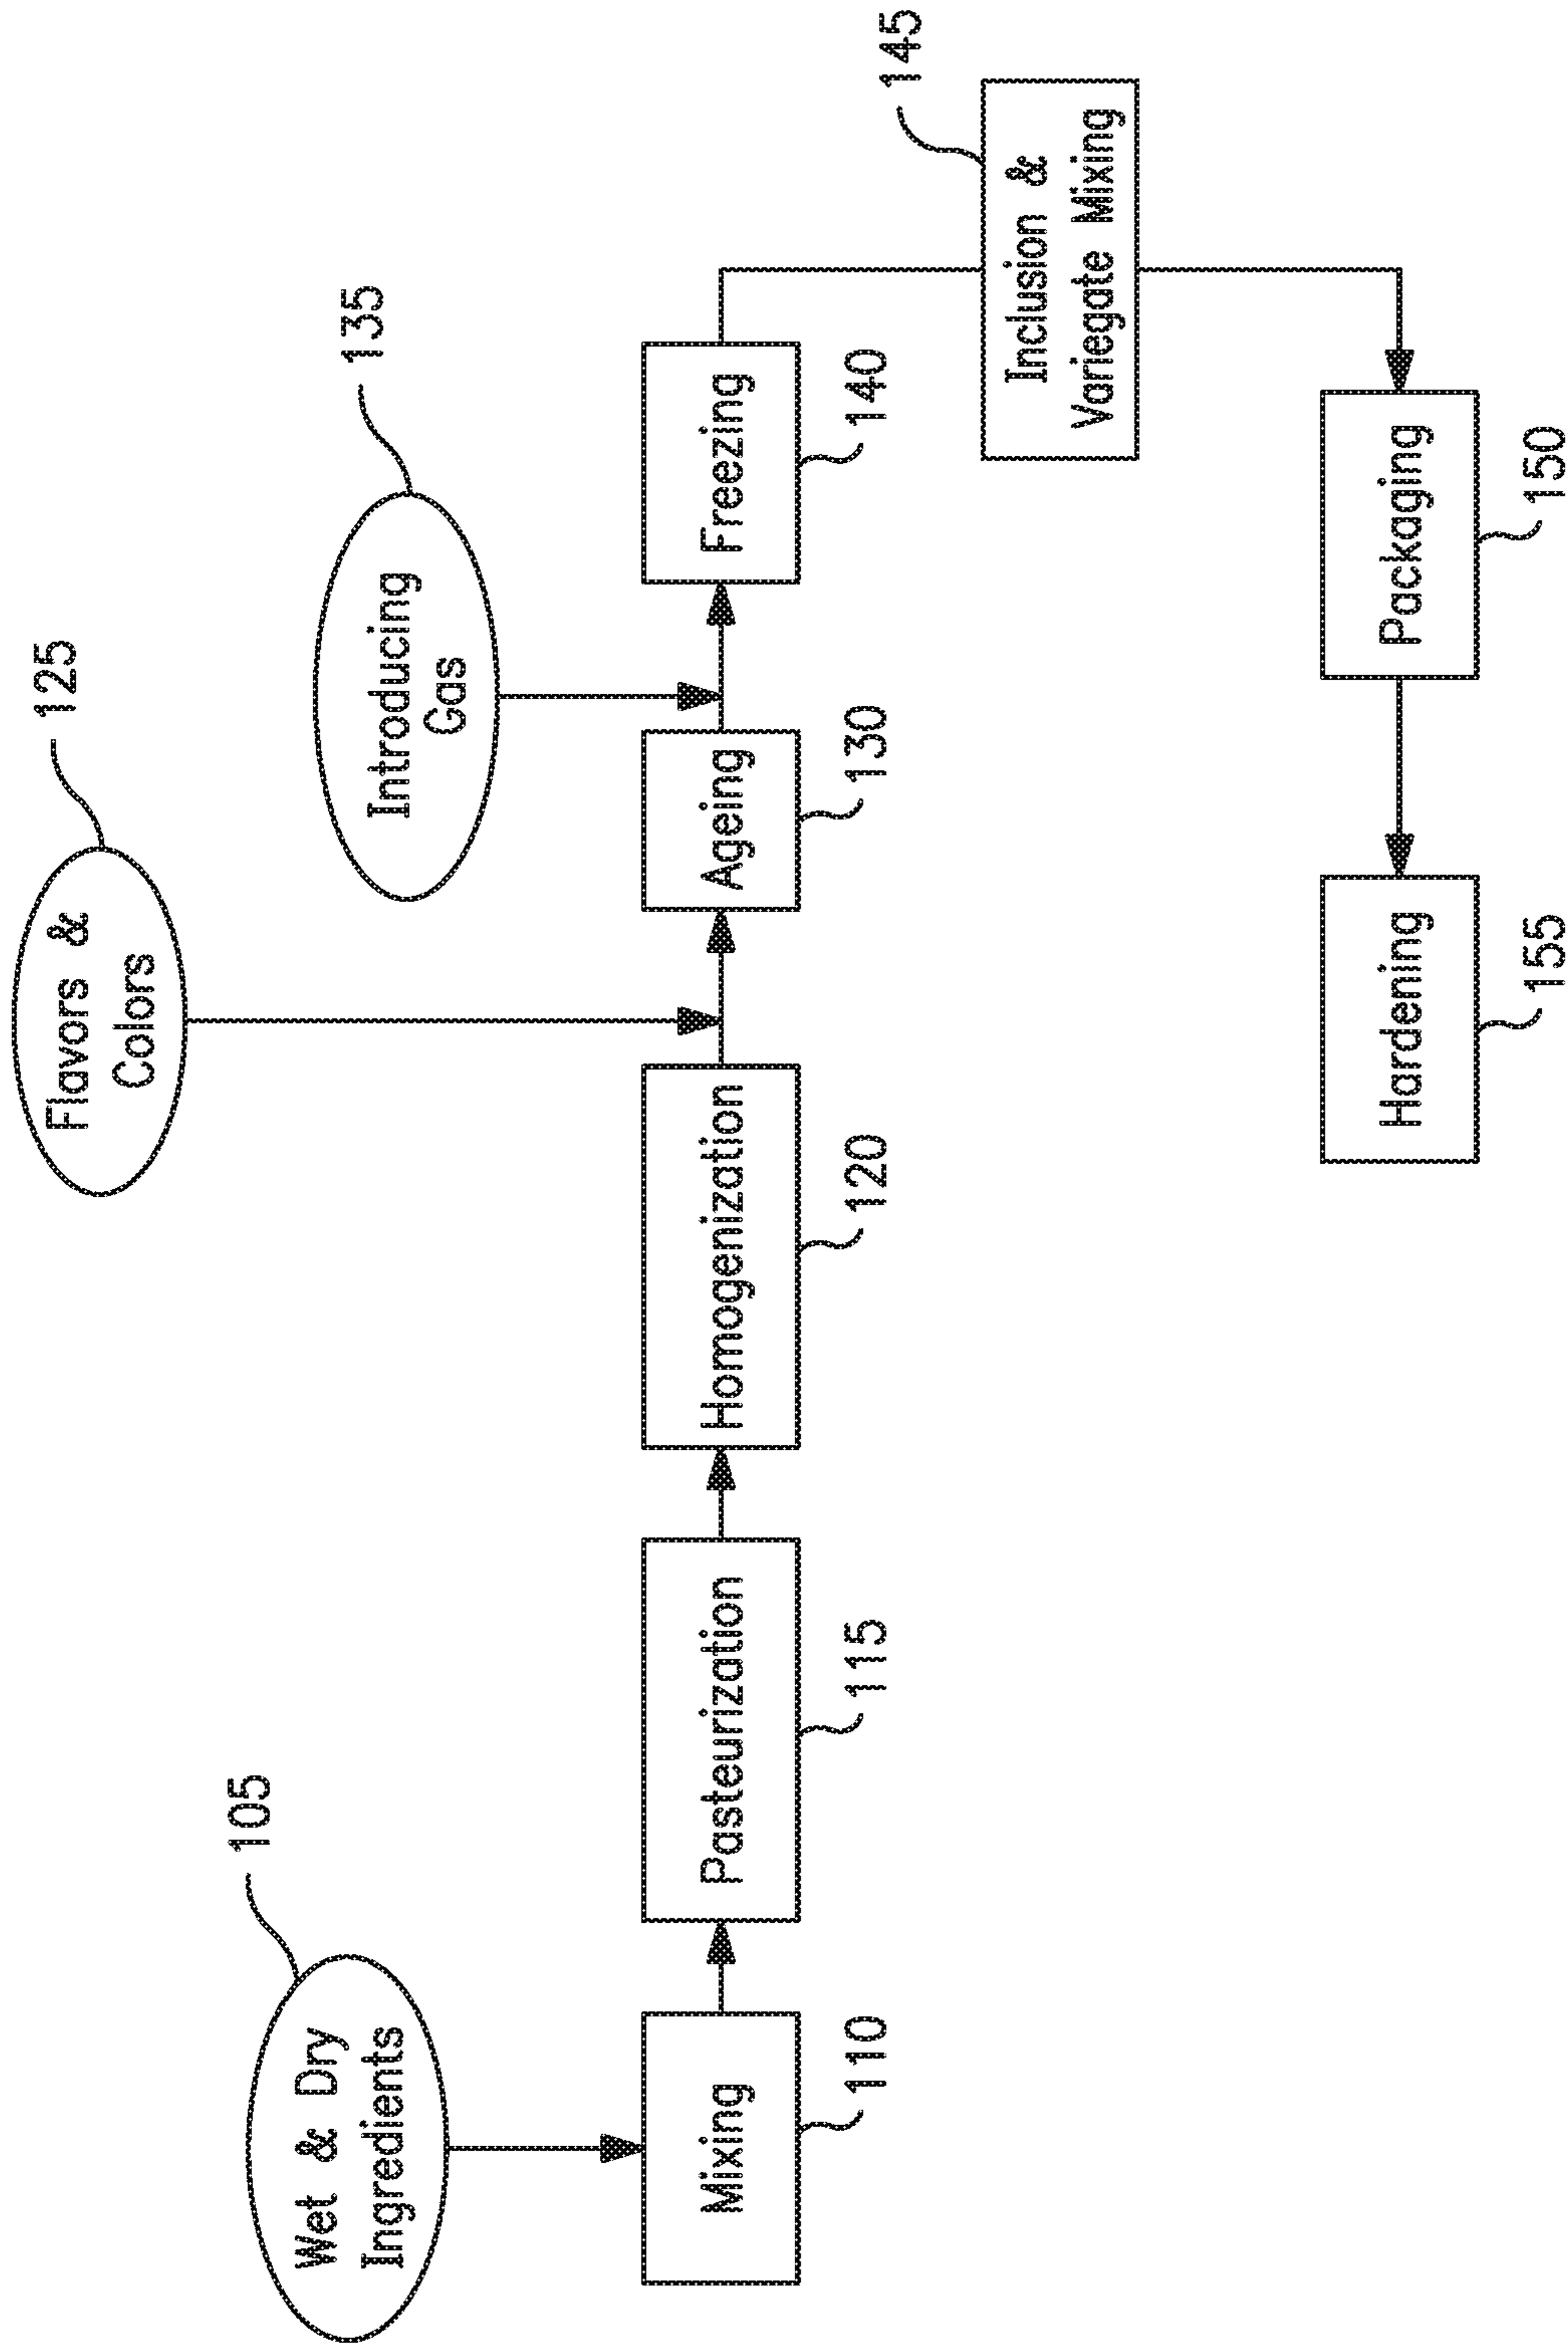 105
Wet & Dry
Ingredients
Mixing
110
Pasteurization
115
Homogenization
120
125
Flavors &
Colors
Ageing
130
135
Introducing
Gas
Freezing
140
145
Inclusion &
Variegate Mixing
Packaging
150
Hardening
155